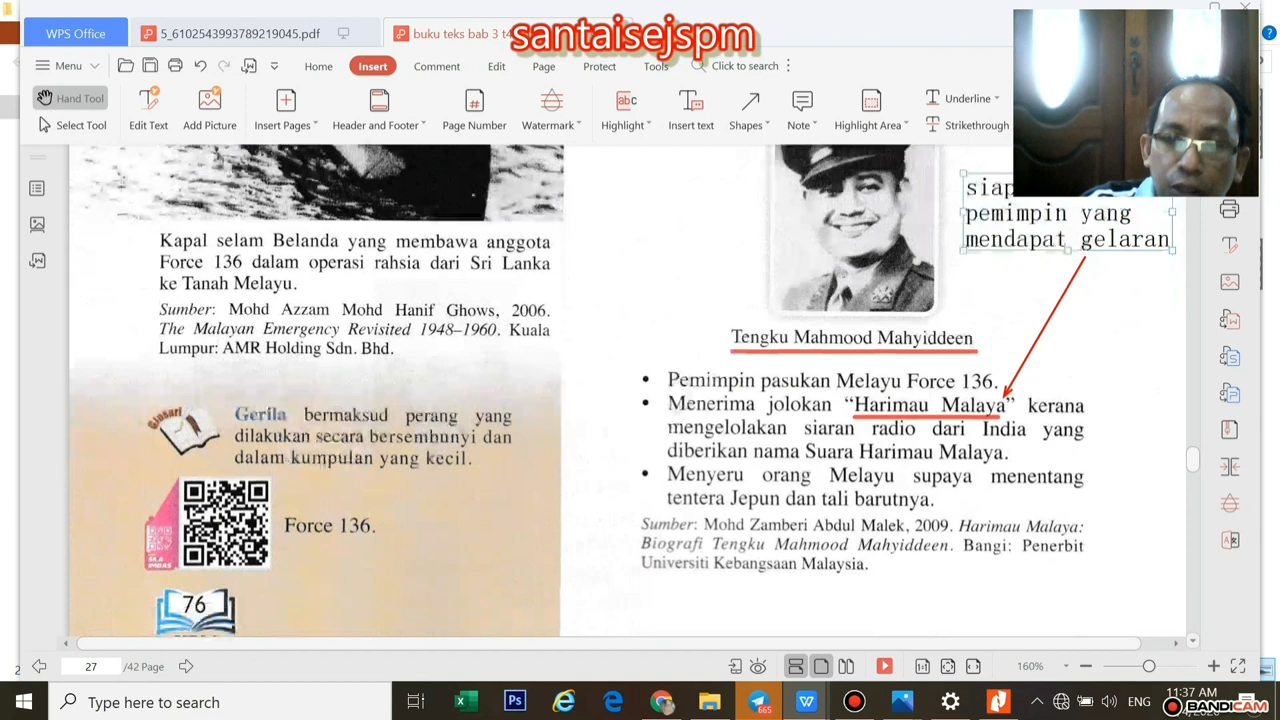 santaisejspm
WPS Office
5_6102543993789219045.pdf
buku teks bab 3 t4
?
Menu
Home
Insert
Comment
Edit
Page
Protect
Tools
Click to search
Hand Tool
Select Tool
Edit Text
Add Picture
Insert Pages
Header and Footer
Page Number
Watermark
Highlight
Insert text
Shapes
Note
Highlight Area
Underline
Strikethrough
pemimpin yang
mendapat gelaran
Kapal selam Belanda yang membawa anggota
Force 136 dalam operasi rahsia dari Sri Lanka
ke Tanah Melayu.
Sumber: Mohd Azzam Mohd Hanif Ghows, 2006.
The Malayan Emergency Revisited 1948–1960. Kuala
Lumpur: AMR Holding Sdn. Bhd.
Glosari
Gerila bermaksud perang yang
dilakukan secara bersembunyi dan
dalam kumpulan yang kecil.
SILA
IMBAS
Force 136.
76
Tengku Mahmood Mahyiddeen
• Pemimpin pasukan Melayu Force 136.
• Menerima jolokan “Harimau Malaya” kerana
mengelolakan siaran radio dari India yang
diberikan nama Suara Harimau Malaya.
• Menyeru orang Melayu supaya menentang
tentera Jepun dan tali barutnya.
Sumber: Mohd Zamberi Abdul Malek, 2009. Harimau Malaya:
Biografi Tengku Mahmood Mahyiddeen. Bangi: Penerbit
Universiti Kebangsaan Malaysia.
27
/42 Page
160%
Type here to search
665
ENG
11:37 AM
BANDICAM